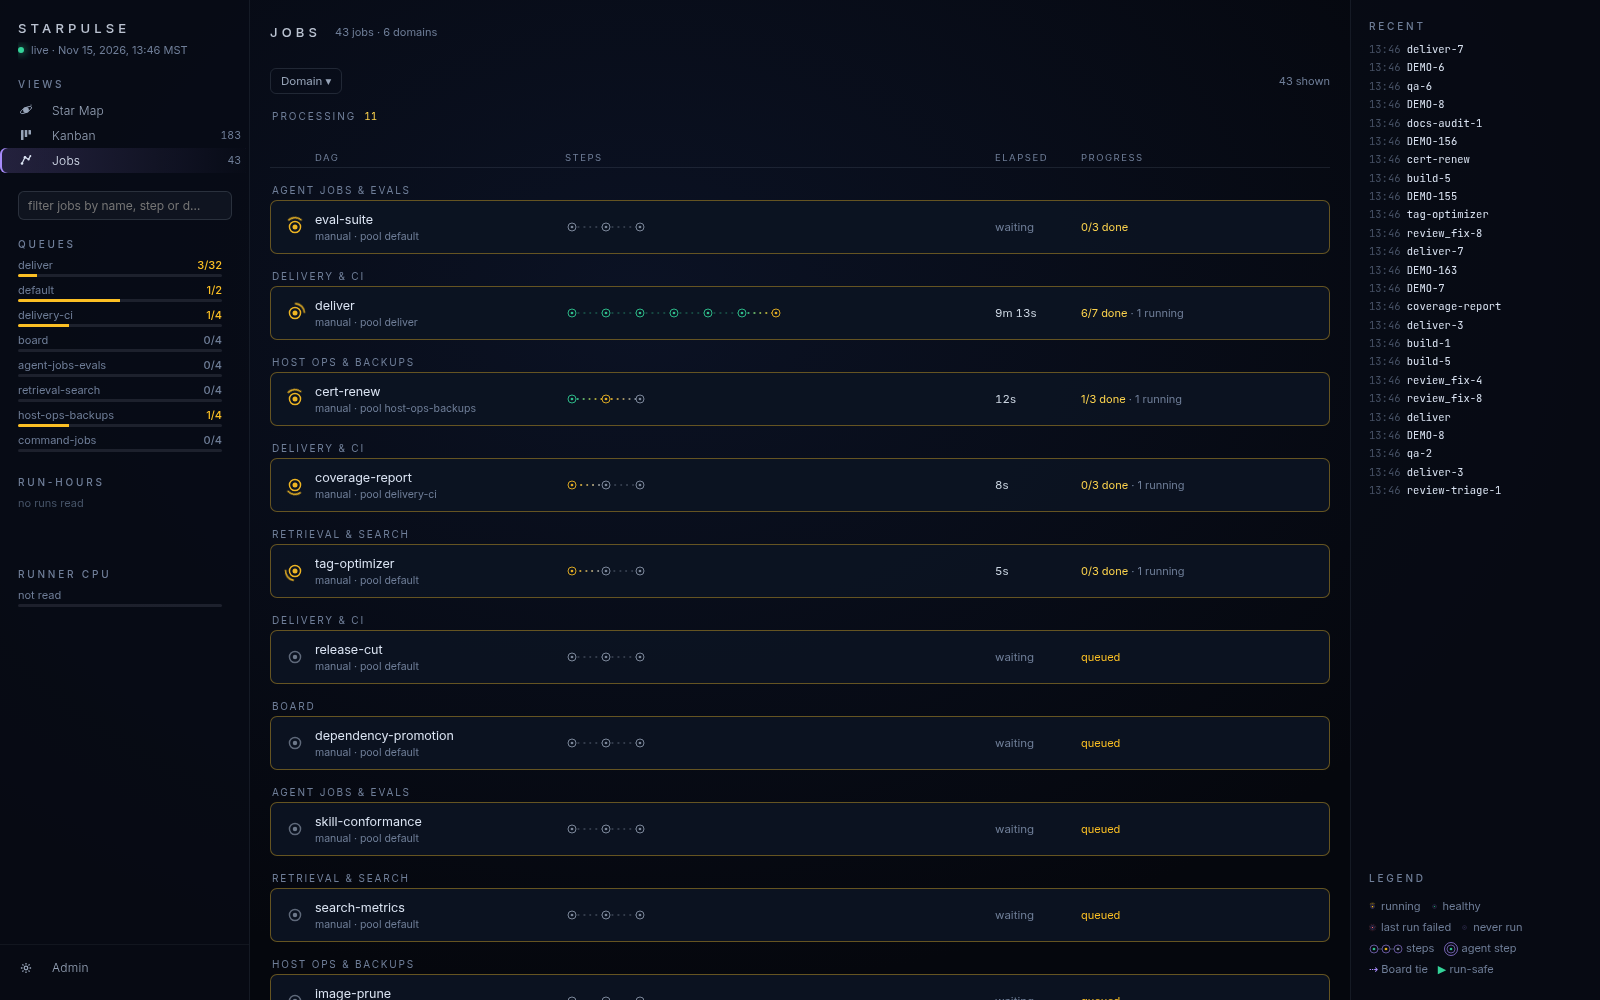 STARPULSE
live · Nov 15, 2026, 13:46 MST
VIEWS
Star Map
Kanban 183
Jobs 43
filter jobs by name, step or d...
QUEUES
deliver 3/32
default 1/2
delivery-ci 1/4
board 0/4
agent-jobs-evals 0/4
retrieval-search 0/4
host-ops-backups 1/4
command-jobs 0/4
RUN-HOURS
no runs read
RUNNER CPU
not read
Admin
JOBS 43 jobs · 6 domains
Domain ▾ 43 shown
PROCESSING 11
DAG STEPS ELAPSED PROGRESS
AGENT JOBS & EVALS
eval-suite
manual · pool default
waiting 0/3 done
DELIVERY & CI
deliver
manual · pool deliver
9m 13s 6/7 done · 1 running
HOST OPS & BACKUPS
cert-renew
manual · pool host-ops-backups
12s 1/3 done · 1 running
DELIVERY & CI
coverage-report
manual · pool delivery-ci
8s 0/3 done · 1 running
RETRIEVAL & SEARCH
tag-optimizer
manual · pool default
5s 0/3 done · 1 running
DELIVERY & CI
release-cut
manual · pool default
waiting queued
BOARD
dependency-promotion
manual · pool default
waiting queued
AGENT JOBS & EVALS
skill-conformance
manual · pool default
waiting queued
RETRIEVAL & SEARCH
search-metrics
manual · pool default
waiting queued
HOST OPS & BACKUPS
image-prune
waiting queued
RECENT
13:46 deliver-7
13:46 DEMO-6
13:46 qa-6
13:46 DEMO-8
13:46 docs-audit-1
13:46 DEMO-156
13:46 cert-renew
13:46 build-5
13:46 DEMO-155
13:46 tag-optimizer
13:46 review_fix-8
13:46 deliver-7
13:46 DEMO-163
13:46 DEMO-7
13:46 coverage-report
13:46 deliver-3
13:46 build-1
13:46 build-5
13:46 review_fix-4
13:46 review_fix-8
13:46 deliver
13:46 DEMO-8
13:46 qa-2
13:46 deliver-3
13:46 review-triage-1
LEGEND
running healthy
last run failed never run
steps agent step
Board tie run-safe